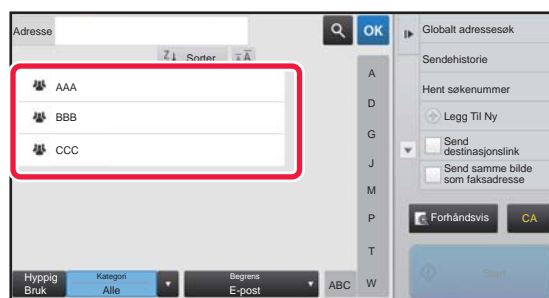 Adresse
OK
Sorter
AAA
BBB
CCC
A
D
G
J
M
P
T
W
Hyppig
Bruk
Kategori
Alle
Begrens
E-post
ABC
Globalt adressesøk
Sendehistorie
Hent søkenummer
Legg Til Ny
Send
destinasjonslink
Send samme bilde
som faksadresse
Forhåndsvis
CA
Start